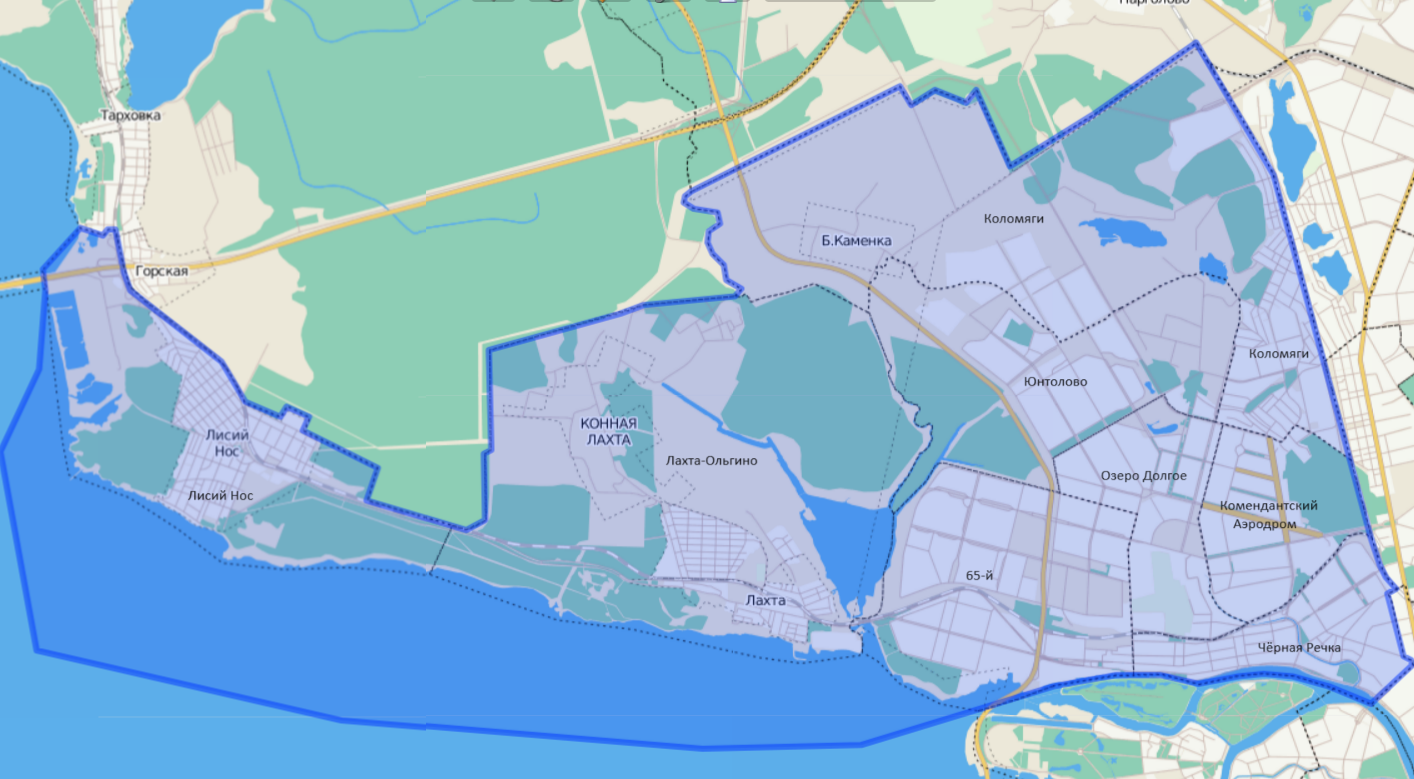 Парголово
Тарховка
Коломяги
Б.Каменка
Горская
Коломяги
Юнтолово
КОННАЯ
ЛАХТА
Лисий
Нос
Лахта-Ольгино
Озеро Долгое
Лисий Нос
Комендантский
Аэродром
65-й
Лахта
Чёрная Речка